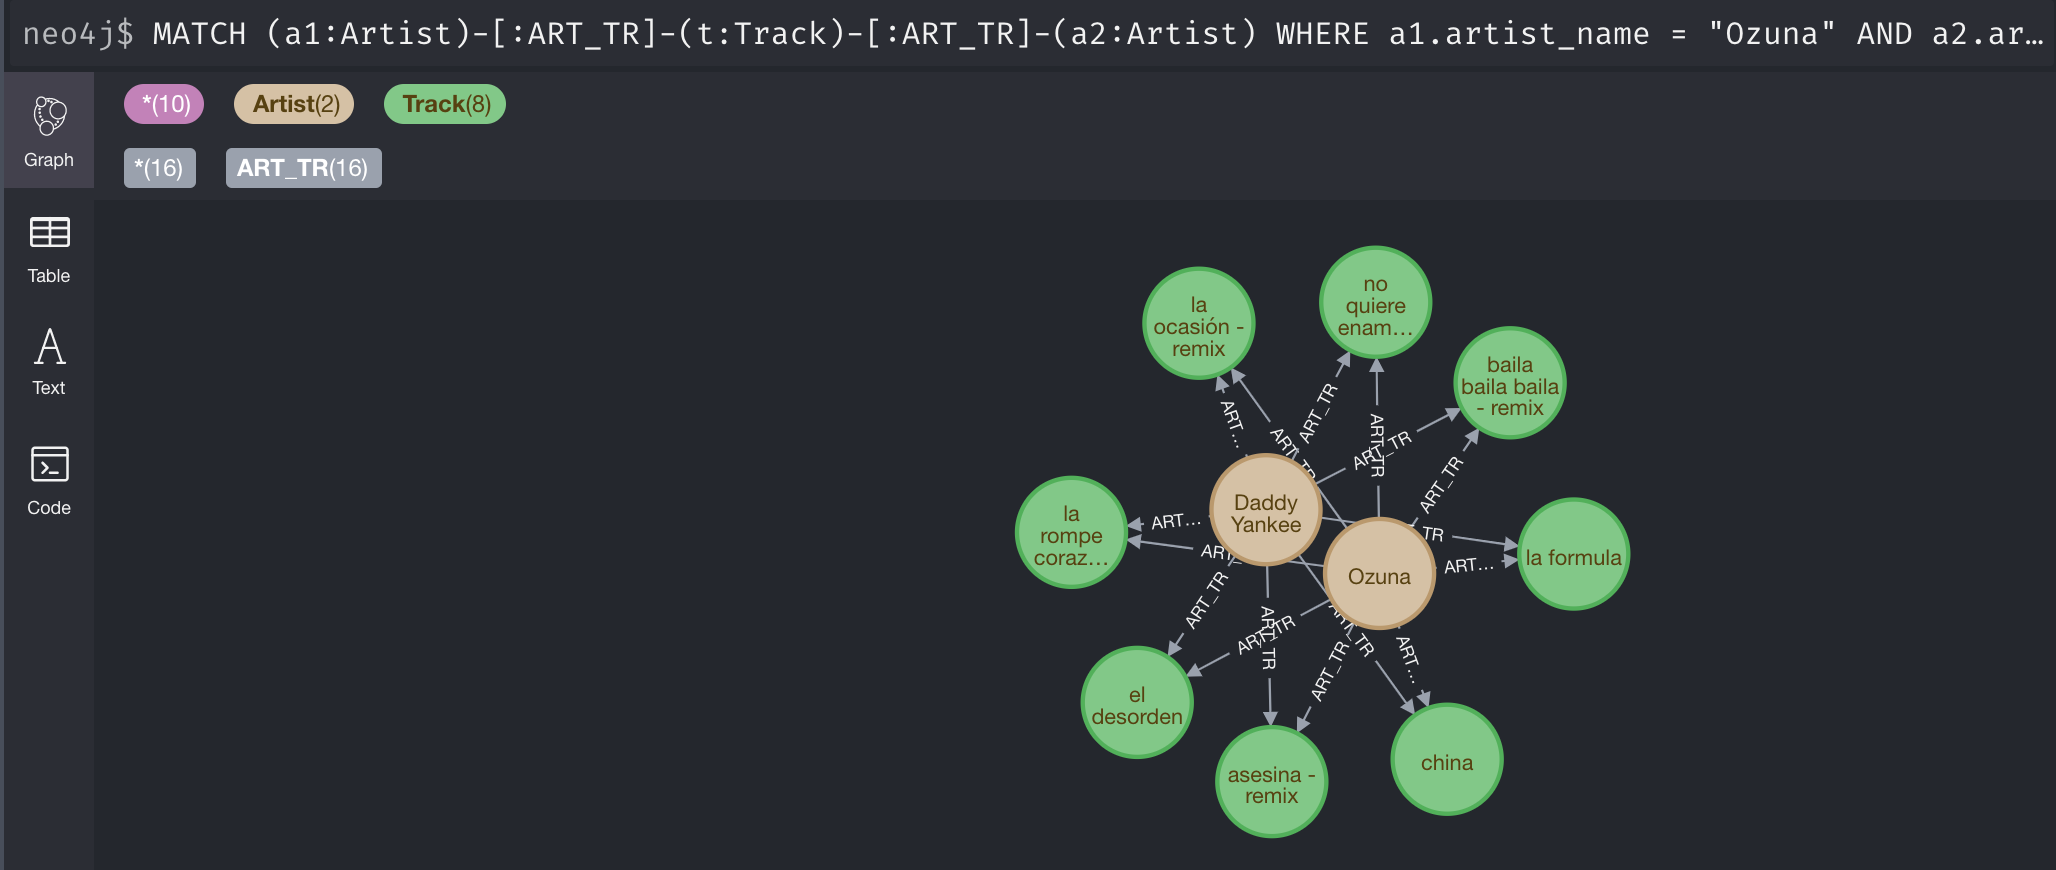 neo4j$ MATCH (a1:Artist)-[:ART_TR]-(t:Track)-[:ART_TR]-(a2:Artist) WHERE a1.artist_name = "Ozuna" AND a2.ar…
*(10) Artist(2) Track(8)
*(16) ART_TR(16)
Graph
Table
Text
Code
la
ocasión -
remix
no
quiere
enam…
baila
baila baila
- remix
ART…
ART_TR
ART_TR
ART_TR
ART_TR
ART_TR
Daddy
Yankee
la
rompe
coraz…
ART…
ART_
TR
ART…
la formula
Ozuna
ART_TR
ART_TR
ART_TR
ART_TR
ART_TR
ART…
el
desorden
asesina -
remix
china